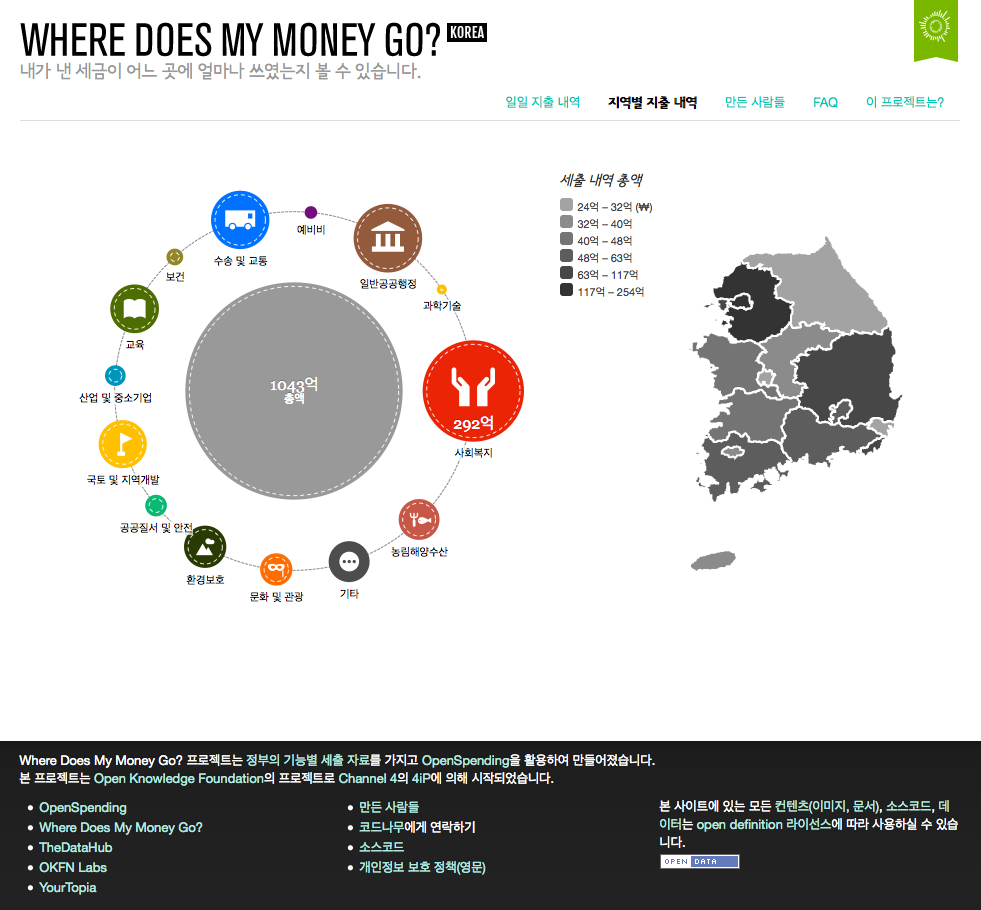 WHERE DOES MY MONEY GO? KOREA
내가 낸 세금이 어느 곳에 얼마나 쓰였는지 볼 수 있습니다.
일일 지출 내역 지역별 지출 내역 만든 사람들 FAQ 이 프로젝트는?
세출 내역 총액
24억 – 32억 (₩)
32억 – 40억
40억 – 48억
48억 – 63억
63억 – 117억
117억 – 254억
예비비
수송 및 교통
일반공공행정
보건
과학기술
교육
1043억
총액
산업 및 중소기업
292억
사회복지
국토 및 지역개발
공공질서 및 안전
농림해양수산
환경보호
문화 및 관광
기타
Where Does My Money Go? 프로젝트는 정부의 기능별 세출 자료를 가지고 OpenSpending을 활용하여 만들어졌습니다.
본 프로젝트는 Open Knowledge Foundation의 프로젝트로 Channel 4의 4iP에 의해 시작되었습니다.
OpenSpending
Where Does My Money Go?
TheDataHub
OKFN Labs
YourTopia
만든 사람들
코드나무에게 연락하기
소스코드
개인정보 보호 정책(영문)
본 사이트에 있는 모든 컨텐츠(이미지, 문서), 소스코드, 데
이터는 open definition 라이선스에 따라 사용하실 수 있습
니다.
OPEN DATA